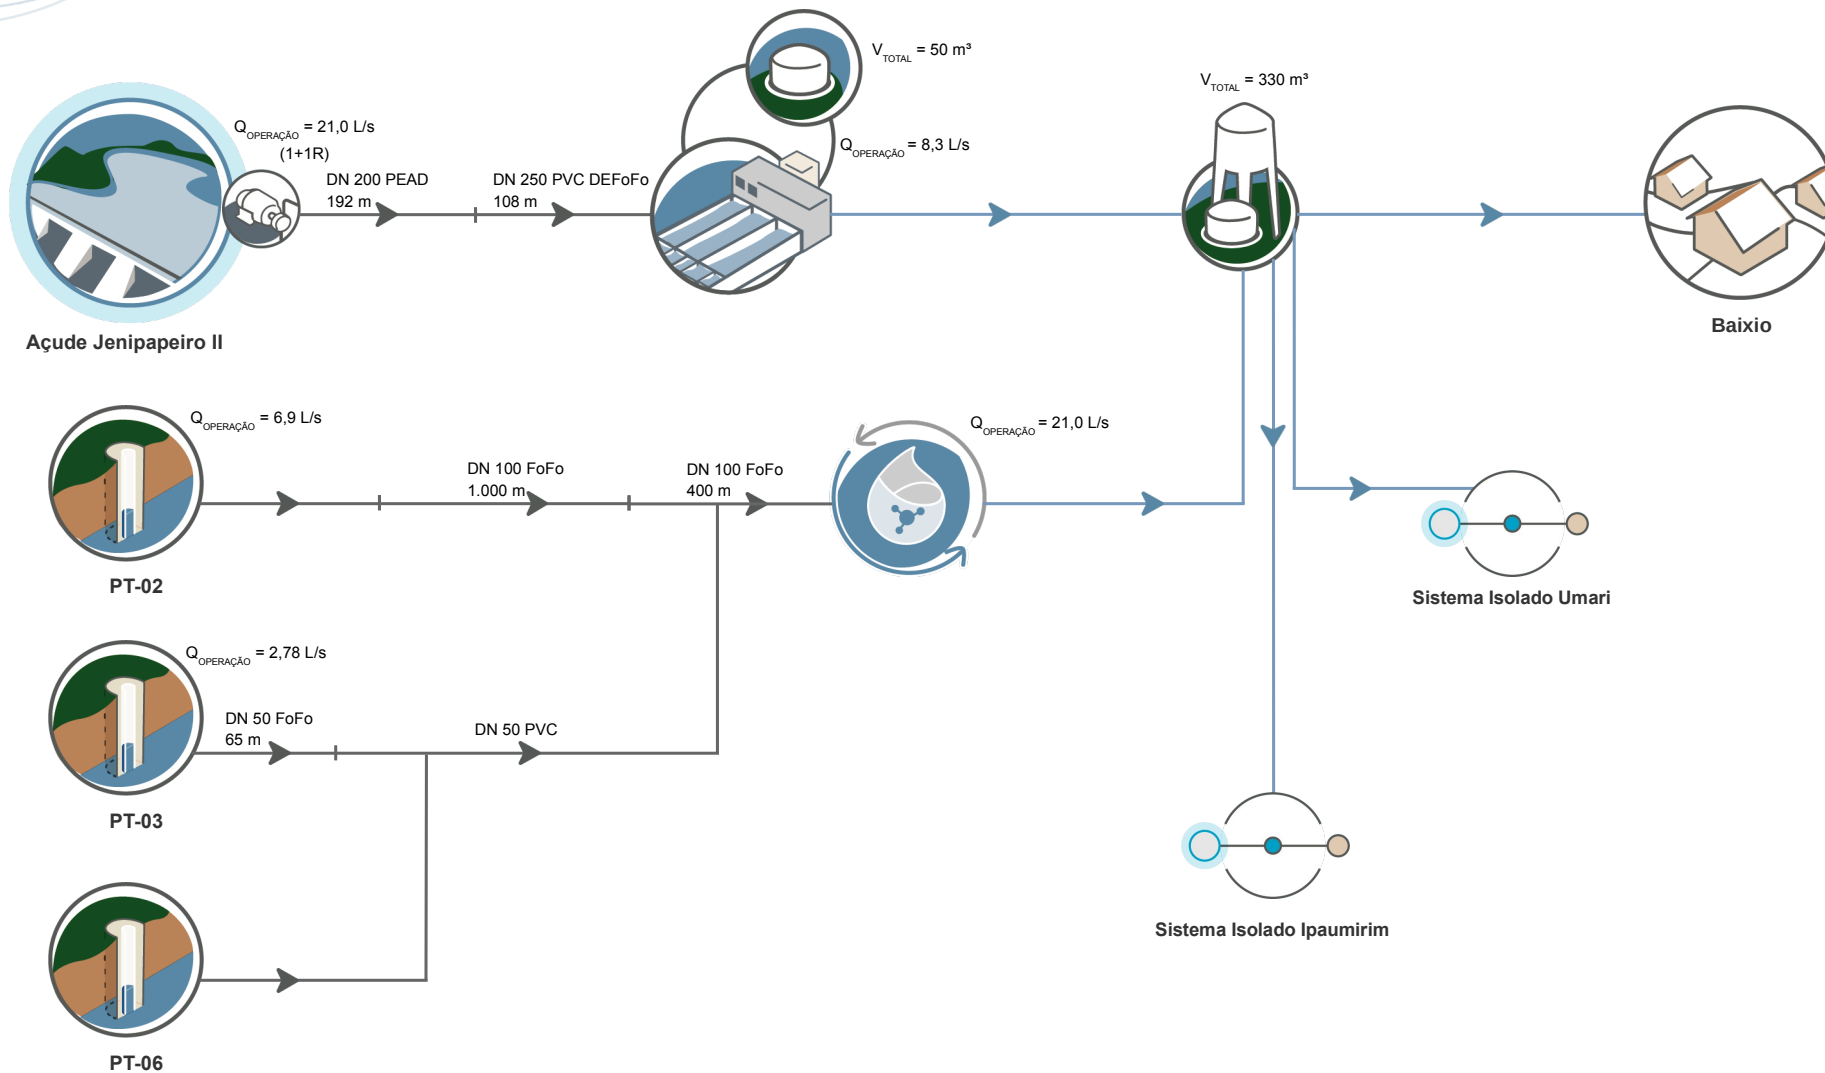 V_TOTAL = 50 m³
V_TOTAL = 330 m³
Q_OPERAÇÃO = 21,0 L/s
(1+1R)
Q_OPERAÇÃO = 8,3 L/s
DN 200 PEAD
192 m
DN 250 PVC DEFoFo
108 m
Açude Jenipapeiro II
Baixio
Q_OPERAÇÃO = 6,9 L/s
Q_OPERAÇÃO = 21,0 L/s
DN 100 FoFo
1.000 m
DN 100 FoFo
400 m
PT-02
Sistema Isolado Umari
Q_OPERAÇÃO = 2,78 L/s
DN 50 FoFo
65 m
DN 50 PVC
PT-03
Sistema Isolado Ipaumirim
PT-06